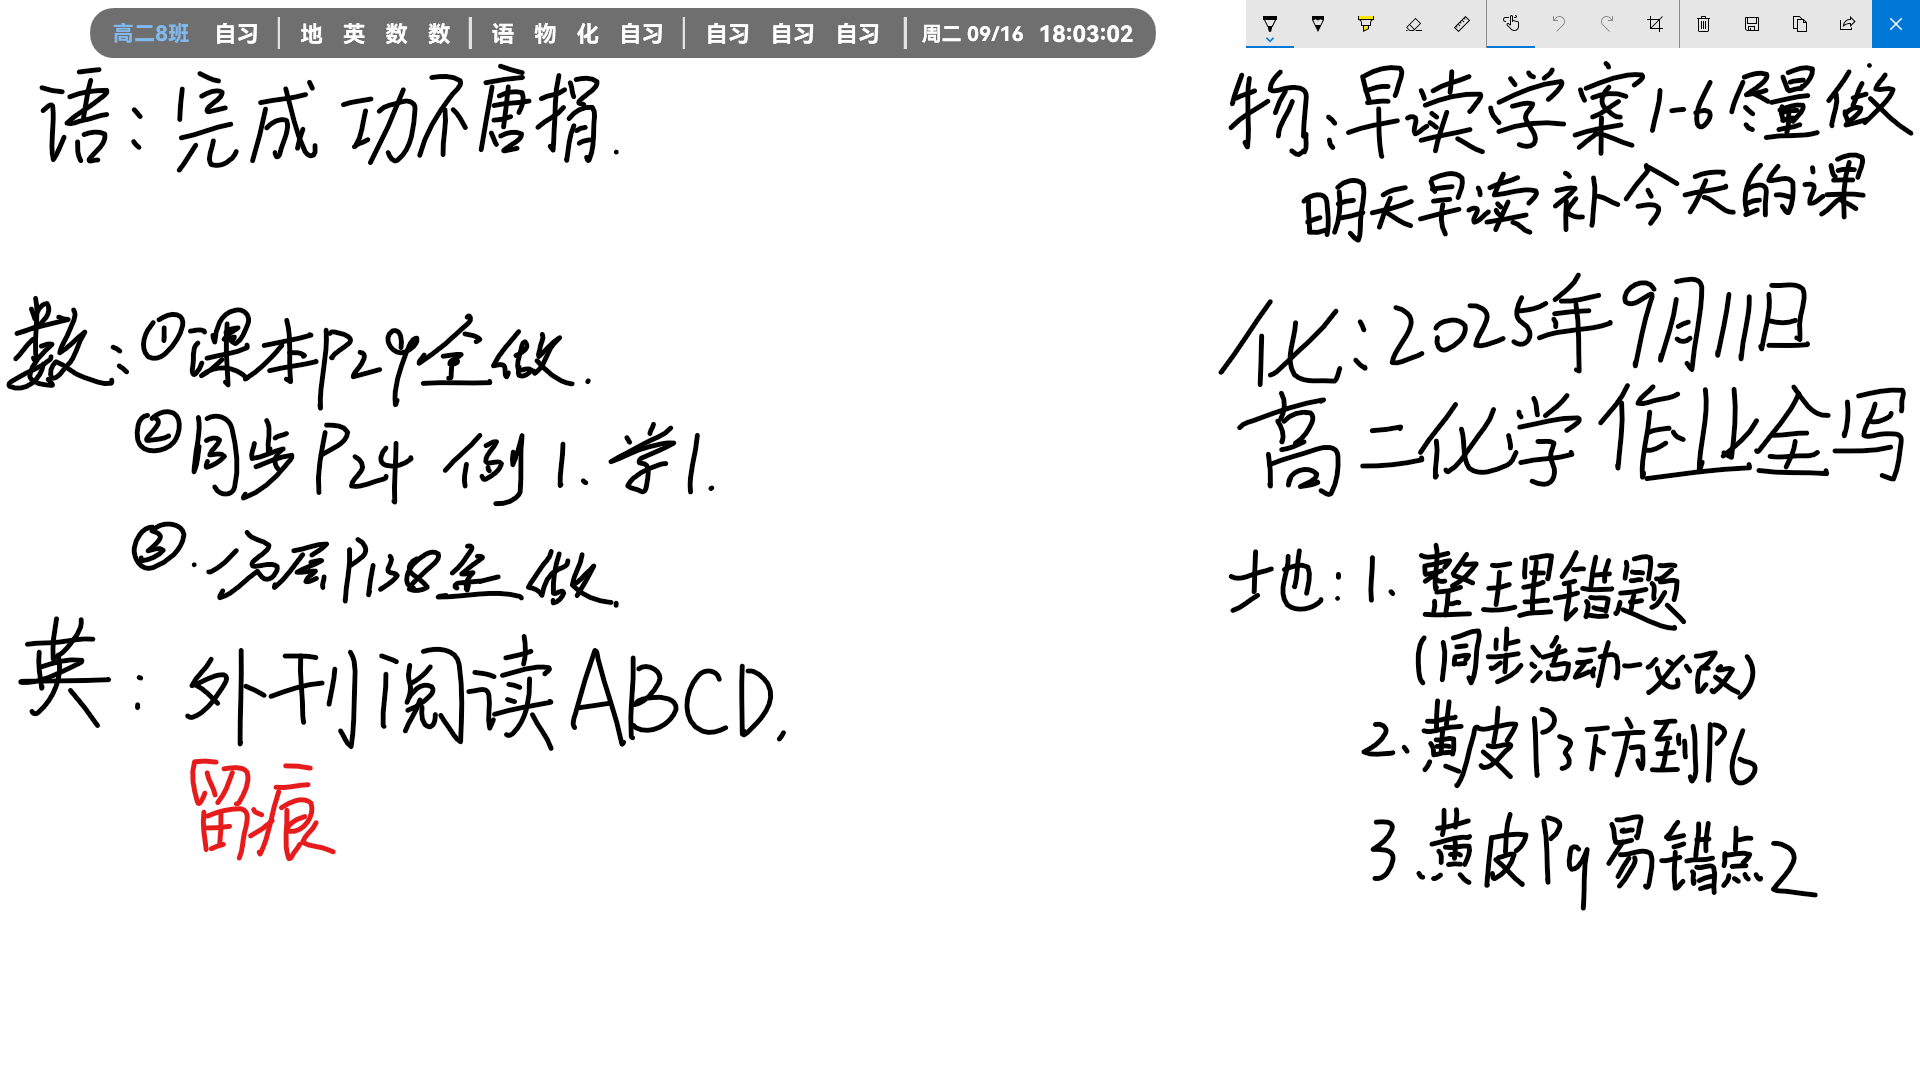 高二8班 自习 | 地 英 数 数 | 语 物 化 自习 | 自习 自习 自习 | 周二 09/16 18:03:02
语：完成 功不唐捐.
数：①课本P29全做.
②同步P24 例1、学1.
③.分层P138全做.
英：外刊阅读ABCD.
留痕
物：早读学案1-6尽量做
明天早读补今天的课
化：2025年9月11日
高二化学作业全写
地：1. 整理错题
(同步活动一必改)
2.黄皮P3下方到P6
3.黄皮P9易错点2